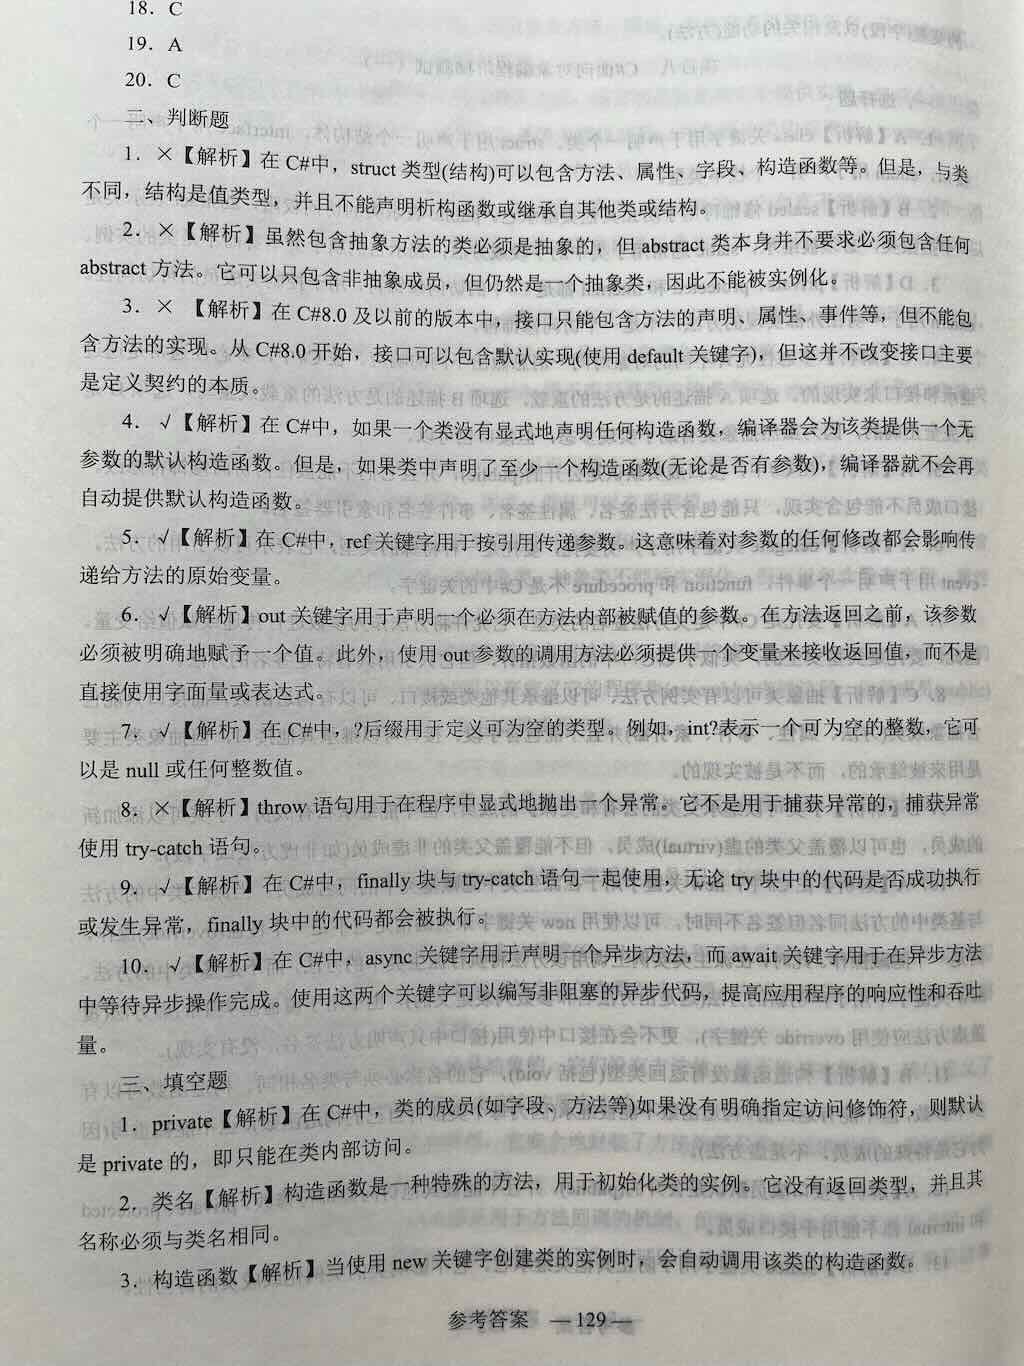 18. C
19. A
20. C
二、判断题
1. ×【解析】在 C#中，struct 类型(结构)可以包含方法、属性、字段、构造函数等。但是，与类
不同，结构是值类型，并且不能声明析构函数或继承自其他类或结构。
2. ×【解析】虽然包含抽象方法的类必须是抽象的，但 abstract 类本身并不要求必须包含任何
abstract 方法。它可以只包含非抽象成员，但仍然是一个抽象类，因此不能被实例化。
3. × 【解析】在 C#8.0 及以前的版本中，接口只能包含方法的声明、属性、事件等，但不能包
含方法的实现。从 C#8.0 开始，接口可以包含默认实现(使用 default 关键字)，但这并不改变接口主要
是定义契约的本质。
4. √【解析】在 C#中，如果一个类没有显式地声明任何构造函数，编译器会为该类提供一个无
参数的默认构造函数。但是，如果类中声明了至少一个构造函数(无论是否有参数)，编译器就不会再
自动提供默认构造函数。
5. √【解析】在 C#中，ref 关键字用于按引用传递参数。这意味着对参数的任何修改都会影响传
递给方法的原始变量。
6. √【解析】out 关键字用于声明一个必须在方法内部被赋值的参数。在方法返回之前，该参数
必须被明确地赋予一个值。此外，使用 out 参数的调用方法必须提供一个变量来接收返回值，而不是
直接使用字面量或表达式。
7. √【解析】在 C#中，?后缀用于定义可为空的类型。例如，int?表示一个可为空的整数，它可
以是 null 或任何整数值。
8. ×【解析】throw 语句用于在程序中显式地抛出一个异常。它不是用于捕获异常的，捕获异常
使用 try-catch 语句。
9. √【解析】在 C#中，finally 块与 try-catch 语句一起使用，无论 try 块中的代码是否成功执行
或发生异常，finally 块中的代码都会被执行。
10. √【解析】在 C#中，async 关键字用于声明一个异步方法，而 await 关键字用于在异步方法
中等待异步操作完成。使用这两个关键字可以编写非阻塞的异步代码，提高应用程序的响应性和吞吐
量。
三、填空题
1. private【解析】在 C#中，类的成员(如字段、方法等)如果没有明确指定访问修饰符，则默认
是 private 的，即只能在类内部访问。
2. 类名【解析】构造函数是一种特殊的方法，用于初始化类的实例。它没有返回类型，并且其
名称必须与类名相同。
3. 构造函数【解析】当使用 new 关键字创建类的实例时，会自动调用该类的构造函数。
参考答案 — 129 —